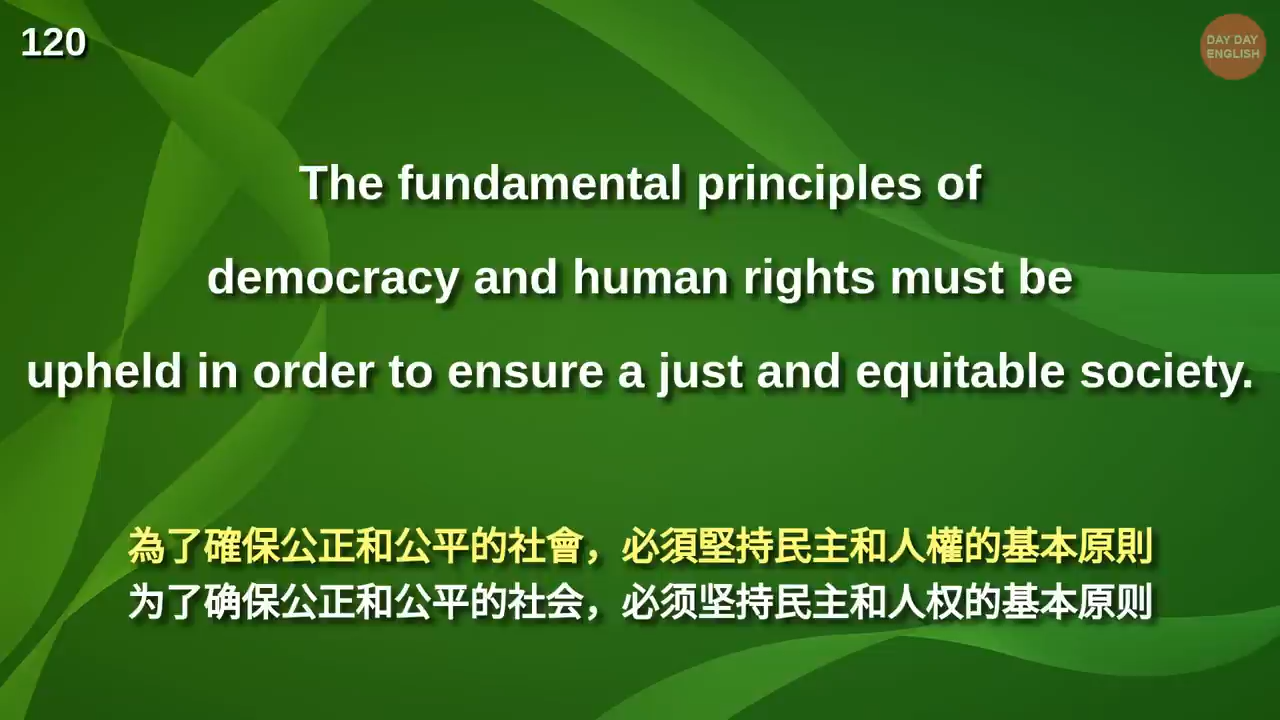 120
DAY DAY
ENGLISH
The fundamental principles of
democracy and human rights must be
upheld in order to ensure a just and equitable society.
為了確保公正和公平的社會，必須堅持民主和人權的基本原則
为了确保公正和公平的社会，必须坚持民主和人权的基本原则